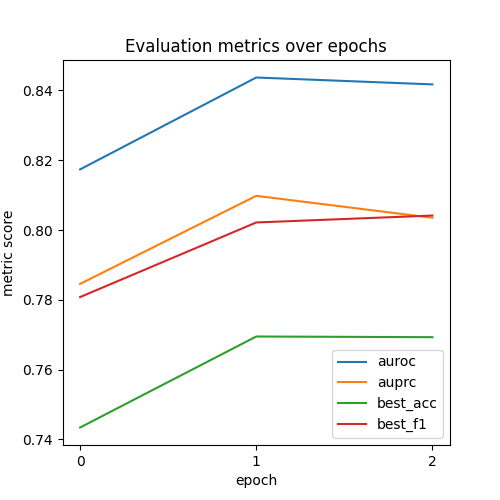 Evaluation metrics over epochs
metric score
0.84
0.82
0.80
0.78
0.76
0.74
auroc
auprc
best_acc
best_f1
0 1 2
epoch